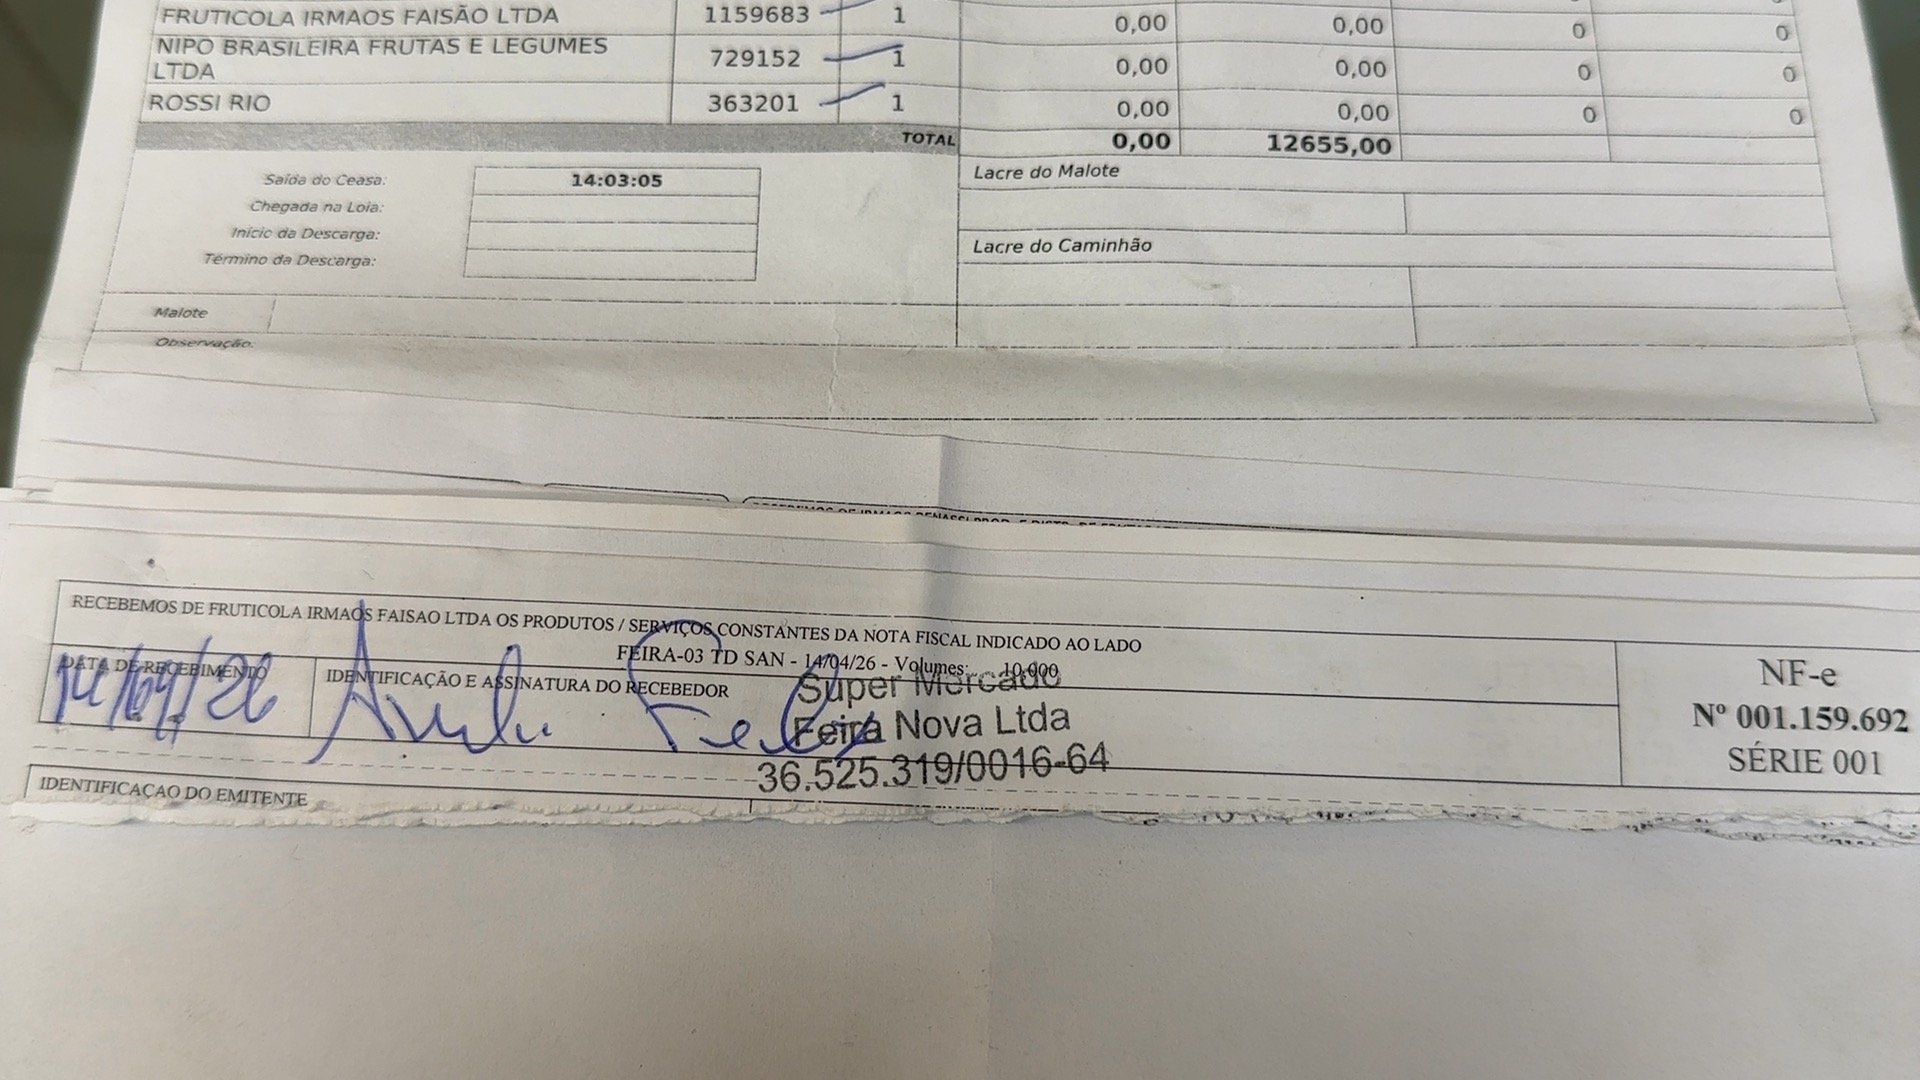 FRUTICOLA IRMAOS FAISÃO LTDA 1159683 1 0,00 0,00 0 0
NIPO BRASILEIRA FRUTAS E LEGUMES LTDA 729152 1 0,00 0,00 0 0
ROSSI RIO 363201 1 0,00 0,00 0 0
TOTAL 0,00 12655,00
Saída do Ceasa: 14:03:05
Chegada na Loja:
Início da Descarga:
Término da Descarga:
Lacre do Malote
Lacre do Caminhão
Malote
Observação:
RECEBEMOS DE FRUTICOLA IRMAOS FAISAO LTDA OS PRODUTOS / SERVIÇOS CONSTANTES DA NOTA FISCAL INDICADO AO LADO
FEIRA-03 TD SAN - 14/04/26 - Volumes: 10.000
DATA DE RECEBIMENTO
14/04/26
IDENTIFICAÇÃO E ASSINATURA DO RECEBEDOR
Super Mercado
Feira Nova Ltda
36.525.319/0016-64
NF-e
Nº 001.159.692
SÉRIE 001
IDENTIFICAÇAO DO EMITENTE